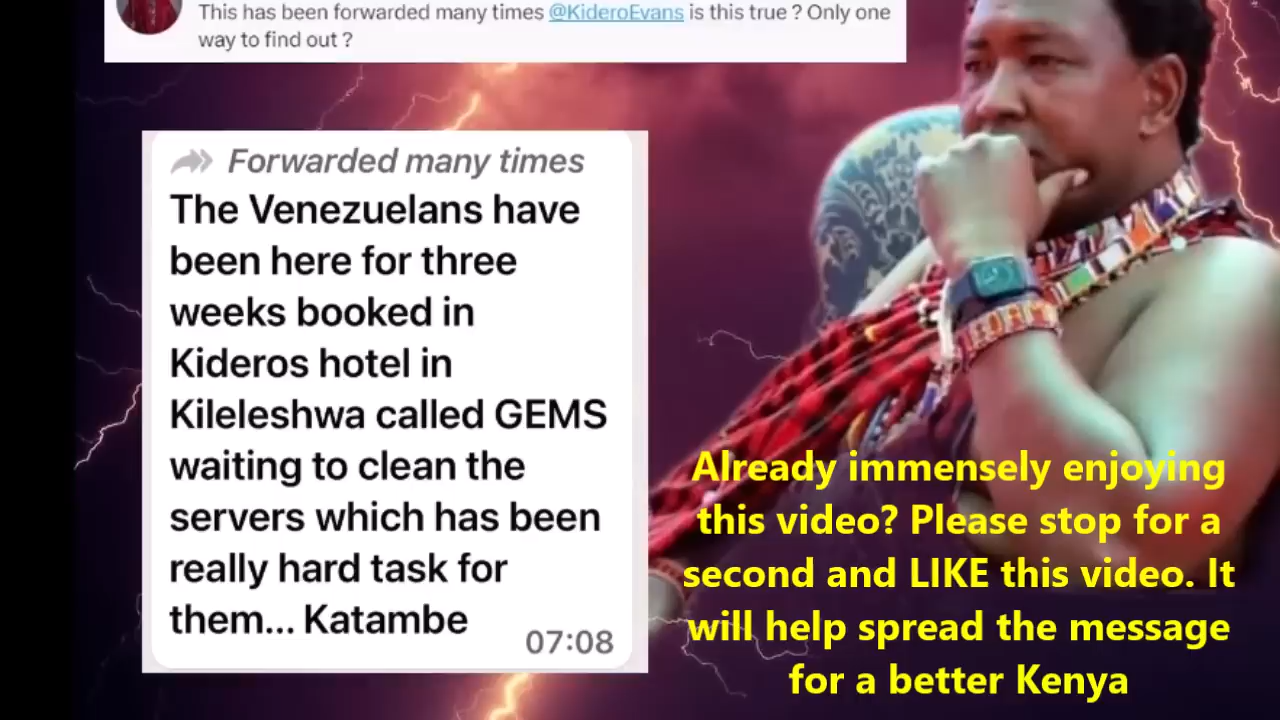 This has been forwarded many times @KideroEvans is this true ? Only one
way to find out ?
Forwarded many times
The Venezuelans have
been here for three
weeks booked in
Kideros hotel in
Kileleshwa called GEMS
waiting to clean the
servers which has been
really hard task for
them... Katambe
07:08
Already immensely enjoying
this video? Please stop for a
second and LIKE this video. It
will help spread the message
for a better Kenya